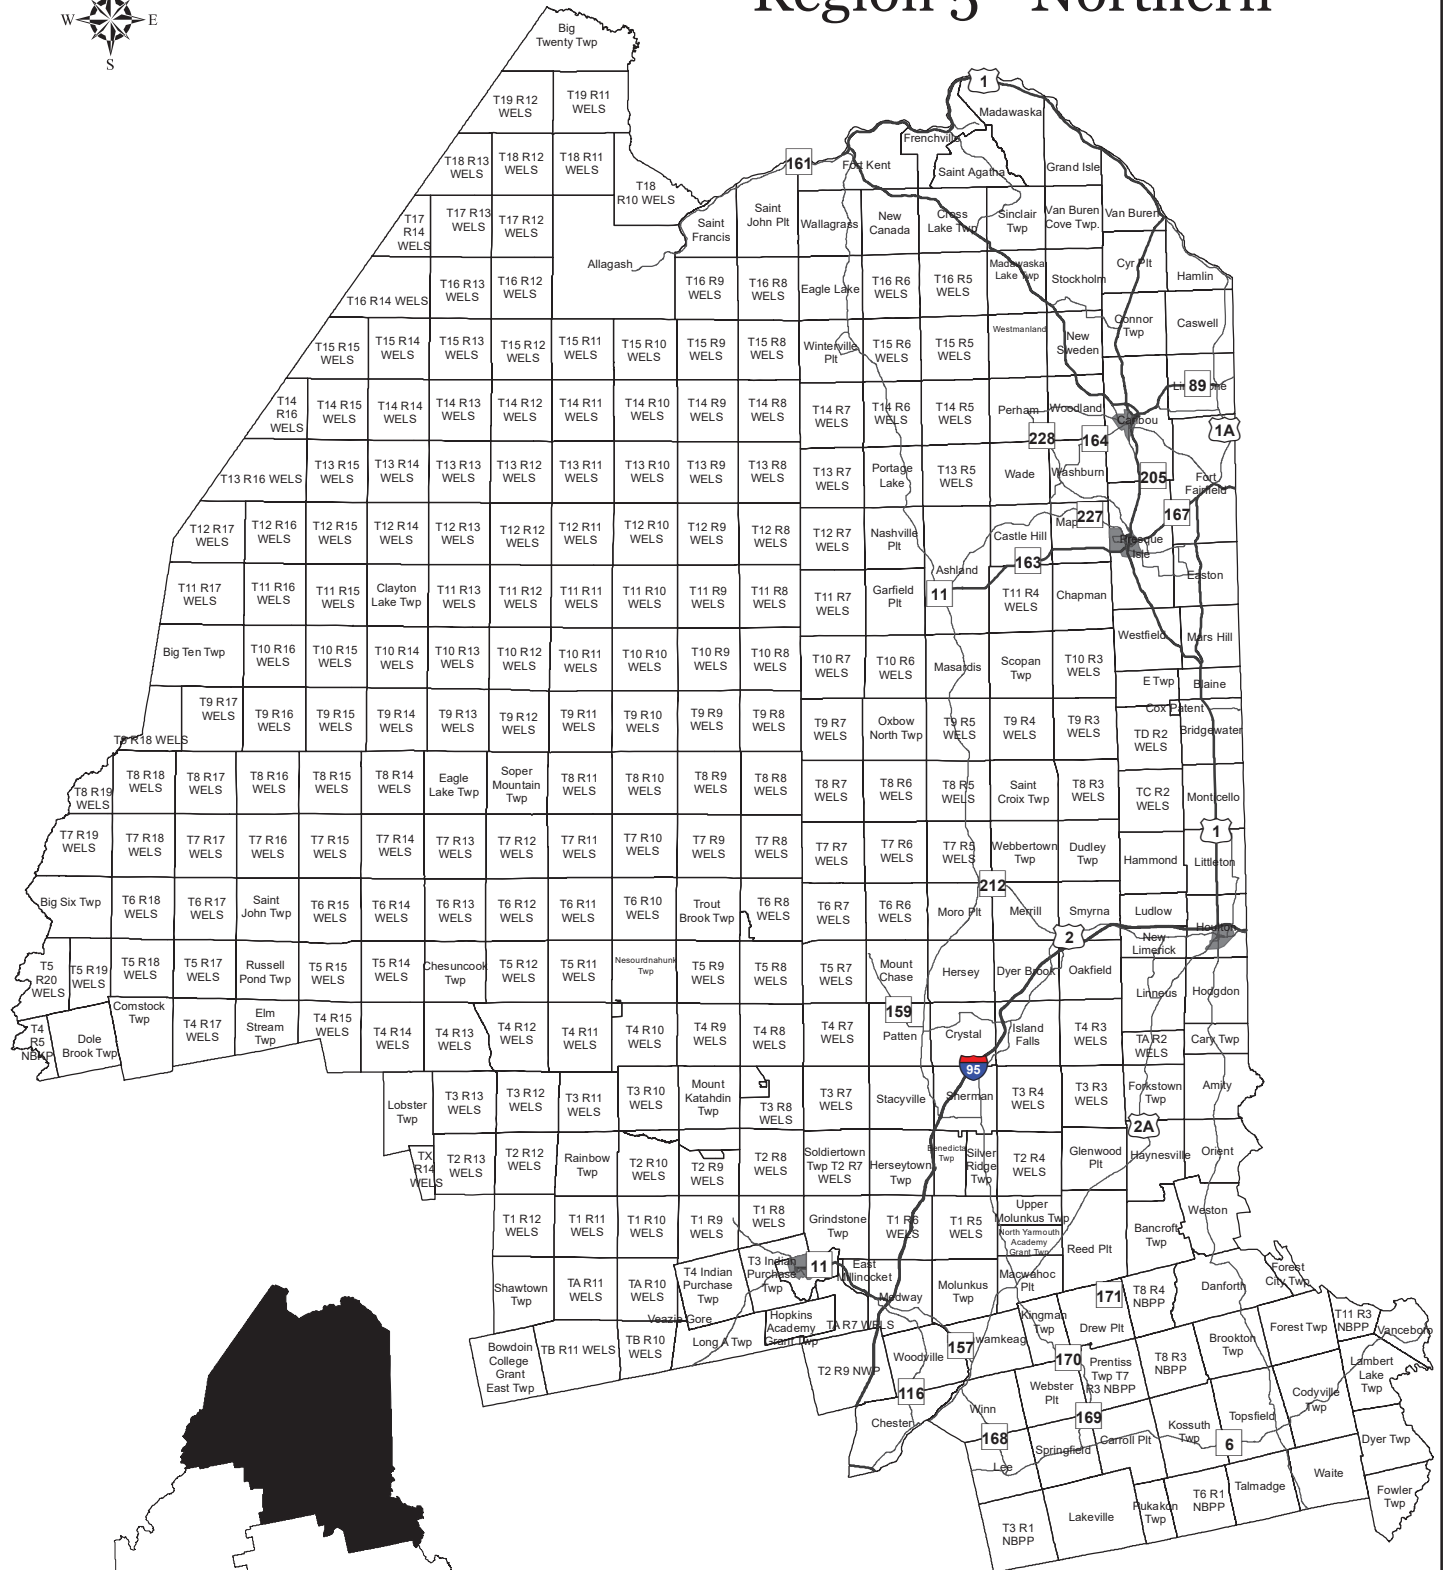 Region 5 - Northern
W E
S
Big
Twenty Twp
T19 R12
WELS
T19 R11
WELS
1
Madawaska
Frenchville
161
Fort Kent
Saint Agatha
Grand Isle
T18 R13
WELS
T18 R12
WELS
T18 R11
WELS
T18
R10 WELS
T17
R14
WELS
T17 R13
WELS
T17 R12
WELS
Allagash
Saint
Francis
Saint
John Plt
Wallagrass
New
Canada
Cross
Lake Twp
Sinclair
Twp
Van Buren
Cove Twp.
Van Buren
T16 R14 WELS
T16 R13
WELS
T16 R12
WELS
T16 R9
WELS
T16 R8
WELS
Eagle Lake
T16 R6
WELS
T16 R5
WELS
Madawaska
Lake Twp
Stockholm
Cyr Plt
Hamlin
T15 R15
WELS
T15 R14
WELS
T15 R13
WELS
T15 R12
WELS
T15 R11
WELS
T15 R10
WELS
T15 R9
WELS
T15 R8
WELS
Winterville
Plt
T15 R6
WELS
T15 R5
WELS
Westmanland
New
Sweden
Connor
Twp
Caswell
T14
R16
WELS
T14 R15
WELS
T14 R14
WELS
T14 R13
WELS
T14 R12
WELS
T14 R11
WELS
T14 R10
WELS
T14 R9
WELS
T14 R8
WELS
T14 R7
WELS
T14 R6
WELS
T14 R5
WELS
Perham
Woodland
Caribou
89
1A
228
164
T13 R16 WELS
T13 R15
WELS
T13 R14
WELS
T13 R13
WELS
T13 R12
WELS
T13 R11
WELS
T13 R10
WELS
T13 R9
WELS
T13 R8
WELS
T13 R7
WELS
Portage
Lake
T13 R5
WELS
Wade
Washburn
205
Fort
Fairfield
T12 R17
WELS
T12 R16
WELS
T12 R15
WELS
T12 R14
WELS
T12 R13
WELS
T12 R12
WELS
T12 R11
WELS
T12 R10
WELS
T12 R9
WELS
T12 R8
WELS
T12 R7
WELS
Nashville
Plt
Ashland
Castle Hill
227
163
167
Presque
Isle
Easton
T11 R17
WELS
T11 R16
WELS
T11 R15
WELS
Clayton
Lake Twp
T11 R13
WELS
T11 R12
WELS
T11 R11
WELS
T11 R10
WELS
T11 R9
WELS
T11 R8
WELS
T11 R7
WELS
Garfield
Plt
11
T11 R4
WELS
Chapman
Westfield
Mars Hill
Big Ten Twp
T10 R16
WELS
T10 R15
WELS
T10 R14
WELS
T10 R13
WELS
T10 R12
WELS
T10 R11
WELS
T10 R10
WELS
T10 R9
WELS
T10 R8
WELS
T10 R7
WELS
T10 R6
WELS
Masardis
Scopan
Twp
T10 R3
WELS
E Twp
Blaine
T9 R18 WELS
T9 R17
WELS
T9 R16
WELS
T9 R15
WELS
T9 R14
WELS
T9 R13
WELS
T9 R12
WELS
T9 R11
WELS
T9 R10
WELS
T9 R9
WELS
T9 R8
WELS
T9 R7
WELS
Oxbow
North Twp
T9 R5
WELS
T9 R4
WELS
T9 R3
WELS
Cox Patent
TD R2
WELS
Bridgewater
T8 R19
WELS
T8 R18
WELS
T8 R17
WELS
T8 R16
WELS
T8 R15
WELS
T8 R14
WELS
Eagle
Lake Twp
Soper
Mountain
Twp
T8 R11
WELS
T8 R10
WELS
T8 R9
WELS
T8 R8
WELS
T8 R7
WELS
T8 R6
WELS
T8 R5
WELS
Saint
Croix Twp
T8 R3
WELS
TC R2
WELS
Monticello
T7 R19
WELS
T7 R18
WELS
T7 R17
WELS
T7 R16
WELS
T7 R15
WELS
T7 R14
WELS
T7 R13
WELS
T7 R12
WELS
T7 R11
WELS
T7 R10
WELS
T7 R9
WELS
T7 R8
WELS
T7 R7
WELS
T7 R6
WELS
T7 R5
WELS
Webbertown
Twp
Dudley
Twp
Hammond
1
Littleton
212
Big Six Twp
T6 R18
WELS
T6 R17
WELS
Saint
John Twp
T6 R15
WELS
T6 R14
WELS
T6 R13
WELS
T6 R12
WELS
T6 R11
WELS
T6 R10
WELS
Trout
Brook Twp
T6 R8
WELS
T6 R7
WELS
T6 R6
WELS
Moro Plt
Merrill
Smyrna
Ludlow
Houlton
2
New
Limerick
T5
R20
WELS
T5 R19
WELS
T5 R18
WELS
T5 R17
WELS
Russell
Pond Twp
T5 R15
WELS
T5 R14
WELS
Chesuncook
Twp
T5 R12
WELS
T5 R11
WELS
Nesourdnahunk
Twp
T5 R9
WELS
T5 R8
WELS
T5 R7
WELS
Mount
Chase
Hersey
Dyer Brook
Oakfield
Linneus
Hodgdon
T4
R5
NBKP
Dole
Brook Twp
Comstock
Twp
T4 R17
WELS
Elm
Stream
Twp
T4 R15
WELS
T4 R14
WELS
T4 R13
WELS
T4 R12
WELS
T4 R11
WELS
T4 R10
WELS
T4 R9
WELS
T4 R8
WELS
T4 R7
WELS
159
Patten
Crystal
Island
Falls
T4 R3
WELS
TA R2
WELS
Cary Twp
95
Lobster
Twp
T3 R13
WELS
T3 R12
WELS
T3 R11
WELS
T3 R10
WELS
Mount
Katahdin
Twp
T3 R8
WELS
T3 R7
WELS
Stacyville
Sherman
T3 R4
WELS
T3 R3
WELS
Forkstown
Twp
Amity
2A
TX
R14
WELS
T2 R13
WELS
T2 R12
WELS
Rainbow
Twp
T2 R10
WELS
T2 R9
WELS
T2 R8
WELS
Soldiertown
Twp T2 R7
WELS
Herseytown
Twp
Benedicta
Twp
Silver
Ridge
Twp
T2 R4
WELS
Glenwood
Plt
Haynesville
Orient
T1 R12
WELS
T1 R11
WELS
T1 R10
WELS
T1 R9
WELS
T1 R8
WELS
Grindstone
Twp
T1 R6
WELS
T1 R5
WELS
Upper
Molunkus Twp
North Yarmouth
Academy
Grant Twp
Reed Plt
Bancroft
Twp
Weston
Shawtown
Twp
TA R11
WELS
TA R10
WELS
T4 Indian
Purchase
Twp
T3 Indian
Purchase
Twp
11
East
Millinocket
Medway
Molunkus
Twp
Macwahoc
Plt
171
T8 R4
NBPP
Danforth
Forest
City Twp
Veazie Gore
Bowdoin
College
Grant
East Twp
TB R11 WELS
TB R10
WELS
Long A Twp
Hopkins
Academy
Grant Twp
TA R7 WELS
T2 R9 NWP
Woodville
157
Kingman
Twp
Drew Plt
170
Prentiss
Twp T7
R3 NBPP
T8 R3
NBPP
Brookton
Twp
Forest Twp
T11 R3
NBPP
Vanceboro
Lambert
Lake
Twp
116
Chester
Winn
Webster
Plt
169
168
Lee
Springfield
Carroll Plt
Kossuth
Twp
6
Topsfield
Codyville
Twp
Dyer Twp
T3 R1
NBPP
Lakeville
Pukakon
Twp
T6 R1
NBPP
Talmadge
Waite
Fowler
Twp